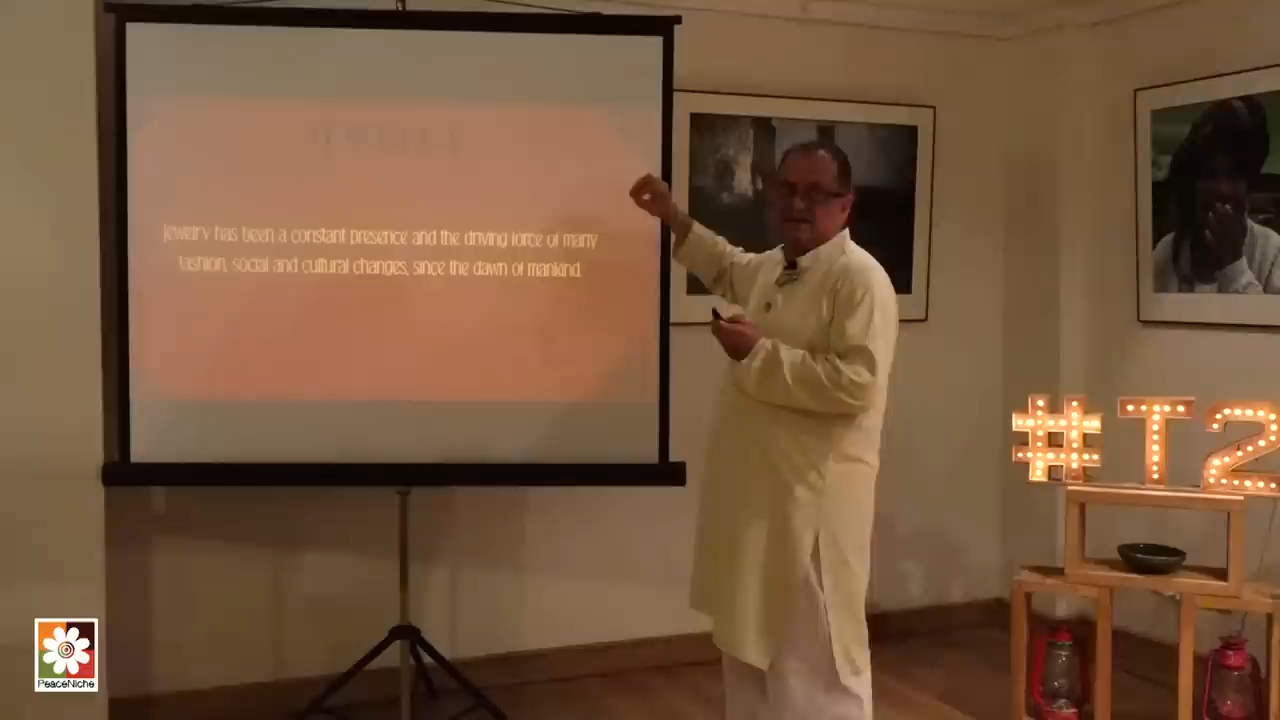 Jewelry has been a constant presence and the driving force of many
fashion, social and cultural changes, since the dawn of mankind.
#T2
PeaceNiche